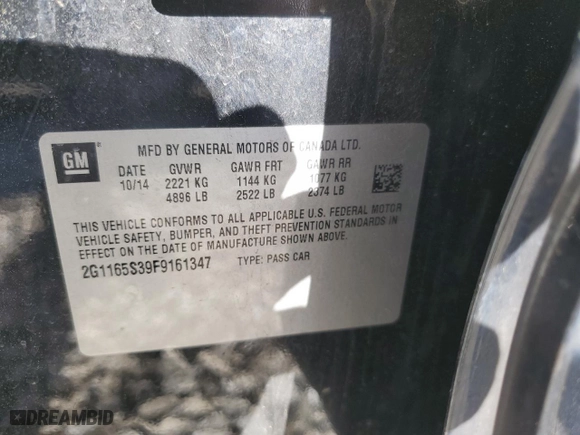 GM
MFD BY GENERAL MOTORS OF CANADA LTD.
DATE GVWR GAWR FRT GAWR RR
10/14 2221 KG 1144 KG 1077 KG
4896 LB 2522 LB 2374 LB
THIS VEHICLE CONFORMS TO ALL APPLICABLE U.S. FEDERAL MOTOR
VEHICLE SAFETY, BUMPER, AND THEFT PREVENTION STANDARDS IN
EFFECT ON THE DATE OF MANUFACTURE SHOWN ABOVE.
2G1165S39F9161347 TYPE: PASS CAR
DREAMBID